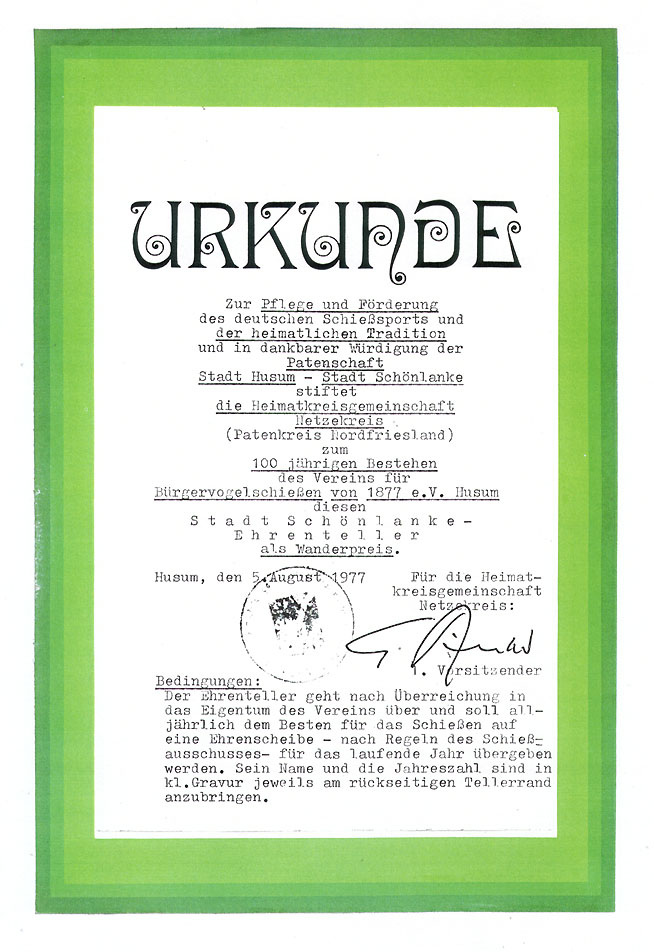 URKUNDE
Zur Pflege und Förderung
des deutschen Schießsports und
der heimatlichen Tradition
und in dankbarer Würdigung der
Patenschaft
Stadt Husum - Stadt Schönlanke
stiftet
die Heimatkreisgemeinschaft
Netzekreis
(Patenkreis Nordfriesland)
zum
100 jährigen Bestehen
des Vereins für
Bürgervogelschießen von 1877 e.V. Husum
diesen
Stadt Schönlanke-
Ehrenteller
als Wanderpreis.
Husum, den 5.August 1977
Für die Heimat-
kreisgemeinschaft
Netzekreis:
1. Vorsitzender
Bedingungen:
Der Ehrenteller geht nach Überreichung in
das Eigentum des Vereins über und soll all-
jährlich dem Besten für das Schießen auf
eine Ehrenscheibe - nach Regeln des Schieß-
ausschusses- für das laufende Jahr übergeben
werden. Sein Name und die Jahreszahl sind in
kl.Gravur jeweils am rückseitigen Tellerrand
anzubringen.